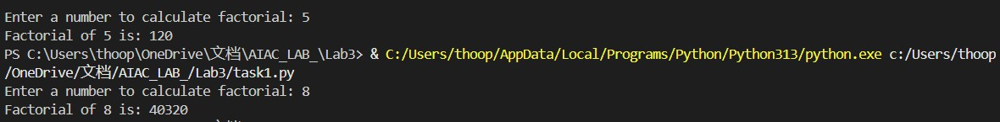 Enter a number to calculate factorial: 5
Factorial of 5 is: 120
PS C:\Users\thoop\OneDrive\文档\AIAC_LAB_\Lab3> & C:/Users/thoop/AppData/Local/Programs/Python/Python313/python.exe c:/Users/thoop
/OneDrive/文档/AIAC_LAB_/Lab3/task1.py
Enter a number to calculate factorial: 8
Factorial of 8 is: 40320